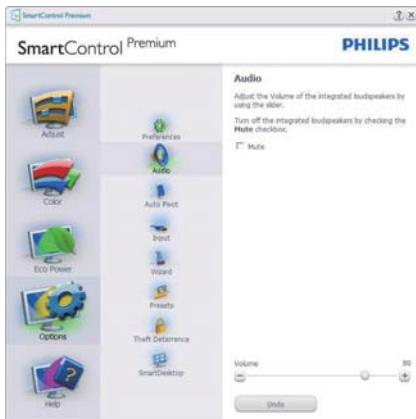 SmartControl Premium
SmartControl Premium
PHILIPS
Adjust
Color
Eco Power
Options
Help
Preferences
Audio
Auto Pivot
Input
Wizard
Presets
Theft Deterrence
SmartDesktop
Audio
Adjust the Volume of the integrated loudspeakers by
using the slider.
Turn off the integrated loudspeakers by checking the
Mute checkbox.
Mute
Volume 80
Undo